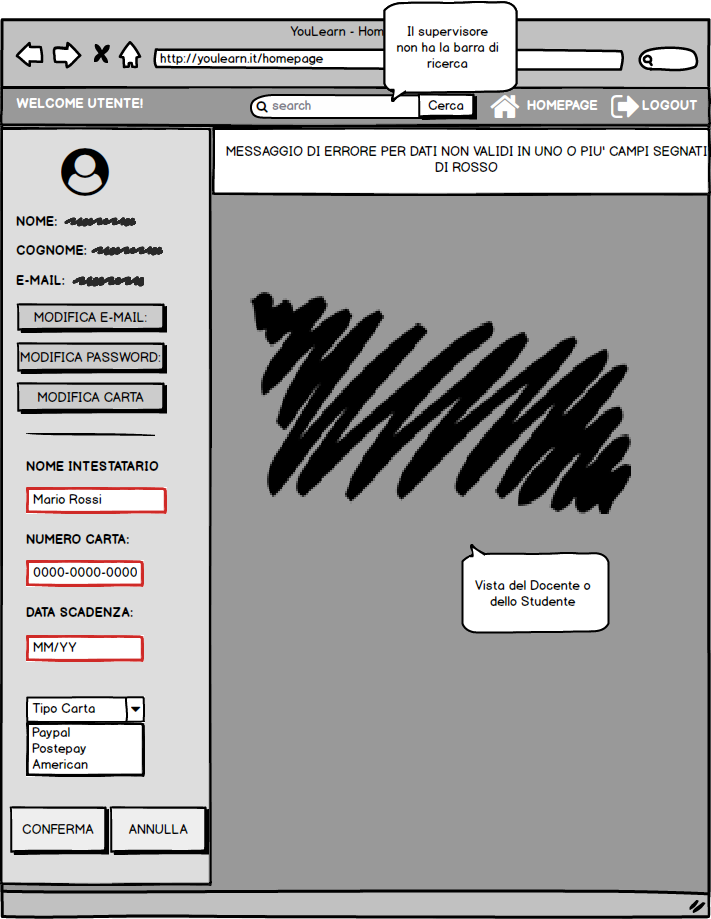 YouLearn - Hom
Il supervisore
non ha la barra di
ricerca
http://youlearn.it/homepage
WELCOME UTENTE!
search
Cerca
HOMEPAGE
LOGOUT
MESSAGGIO DI ERRORE PER DATI NON VALIDI IN UNO O PIU' CAMPI SEGNATI
DI ROSSO
NOME:
COGNOME:
E-MAIL:
MODIFICA E-MAIL:
MODIFICA PASSWORD:
MODIFICA CARTA
NOME INTESTATARIO
Mario Rossi
NUMERO CARTA:
0000-0000-0000
DATA SCADENZA:
MM/YY
Vista del Docente o
dello Studente
Tipo Carta
Paypal
Postepay
American
CONFERMA
ANNULLA